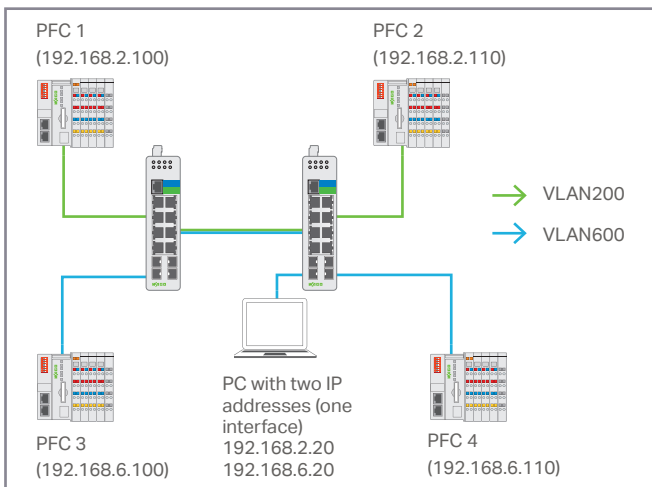 PFC 1
(192.168.2.100)
PFC 2
(192.168.2.110)
VLAN200
VLAN600
PC with two IP
addresses (one
interface)
192.168.2.20
192.168.6.20
PFC 3
(192.168.6.100)
PFC 4
(192.168.6.110)